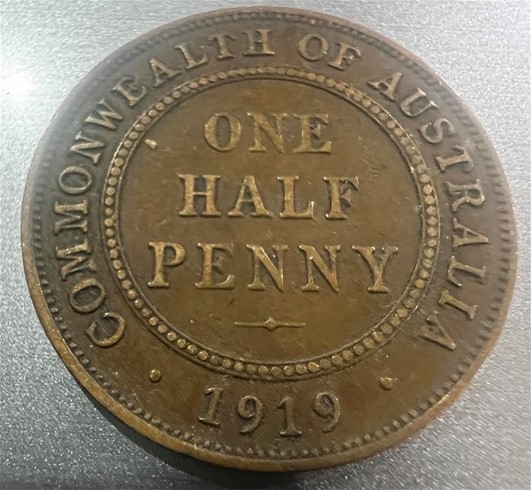 COMMONWEALTH OF AUSTRALIA
ONE
HALF
PENNY
1919